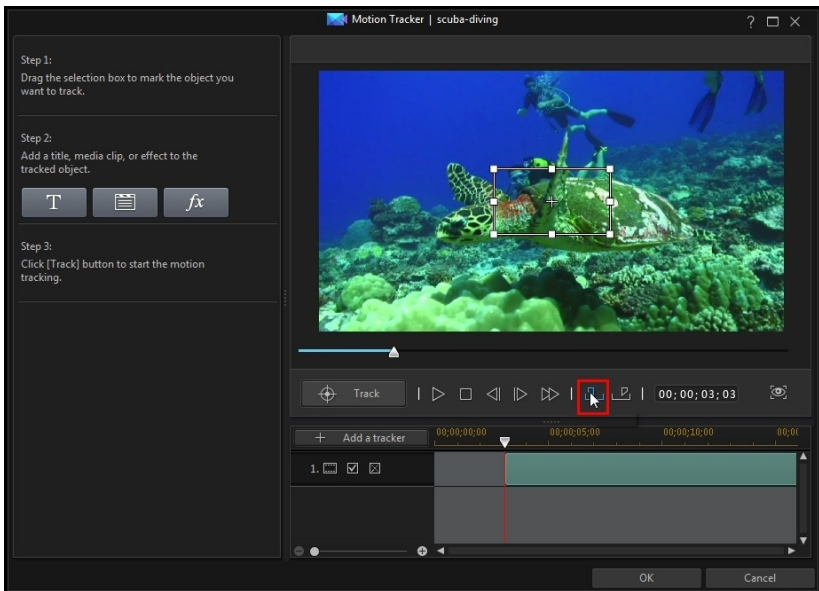 Motion Tracker | scuba-diving
?
Step 1:
Drag the selection box to mark the object you
want to track.
Step 2:
Add a title, media clip, or effect to the
tracked object.
T
fx
Step 3:
Click [Track] button to start the motion
tracking.
Track
00; 00; 03; 03
+ Add a tracker
00;00;00;00
00;00;05;00
00;00;10;00
1.
OK
Cancel